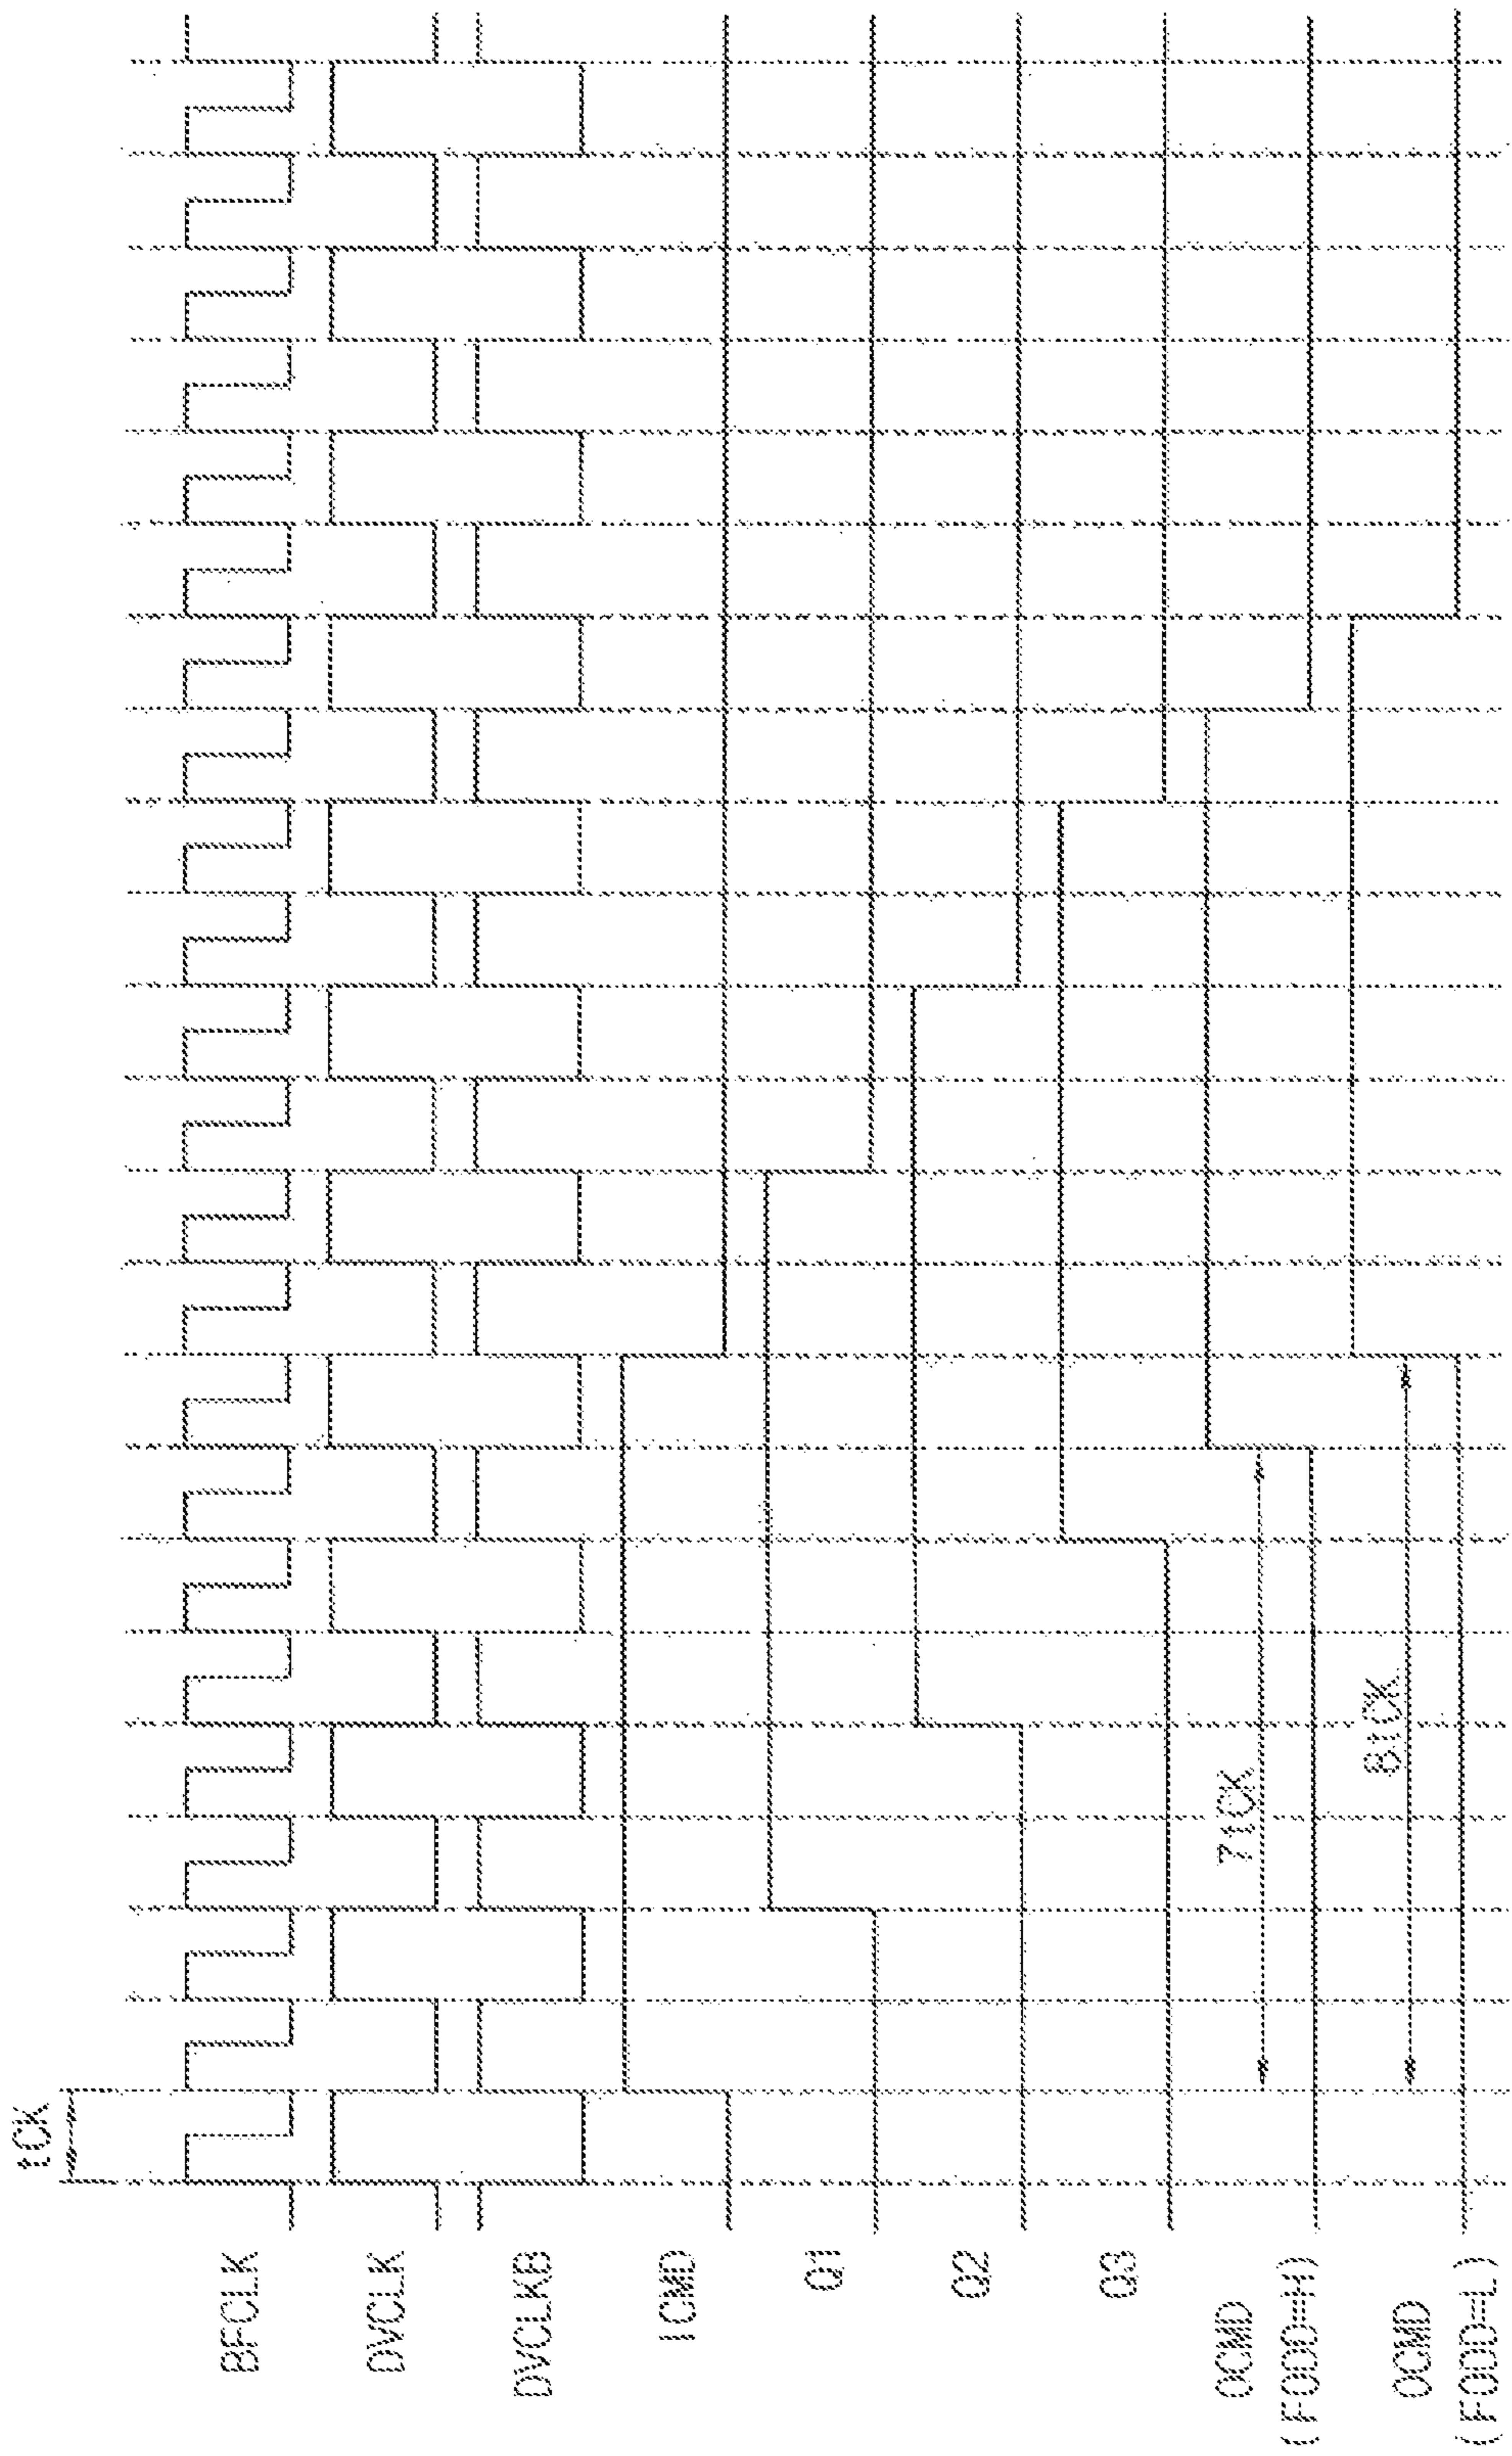 tCK
BFCLK
DVCLK
DVCLKB
ICMD
Q1
Q2
Q3
OCMD
(FODD=H)
7tCK
OCMD
(FODD=L)
8tCK